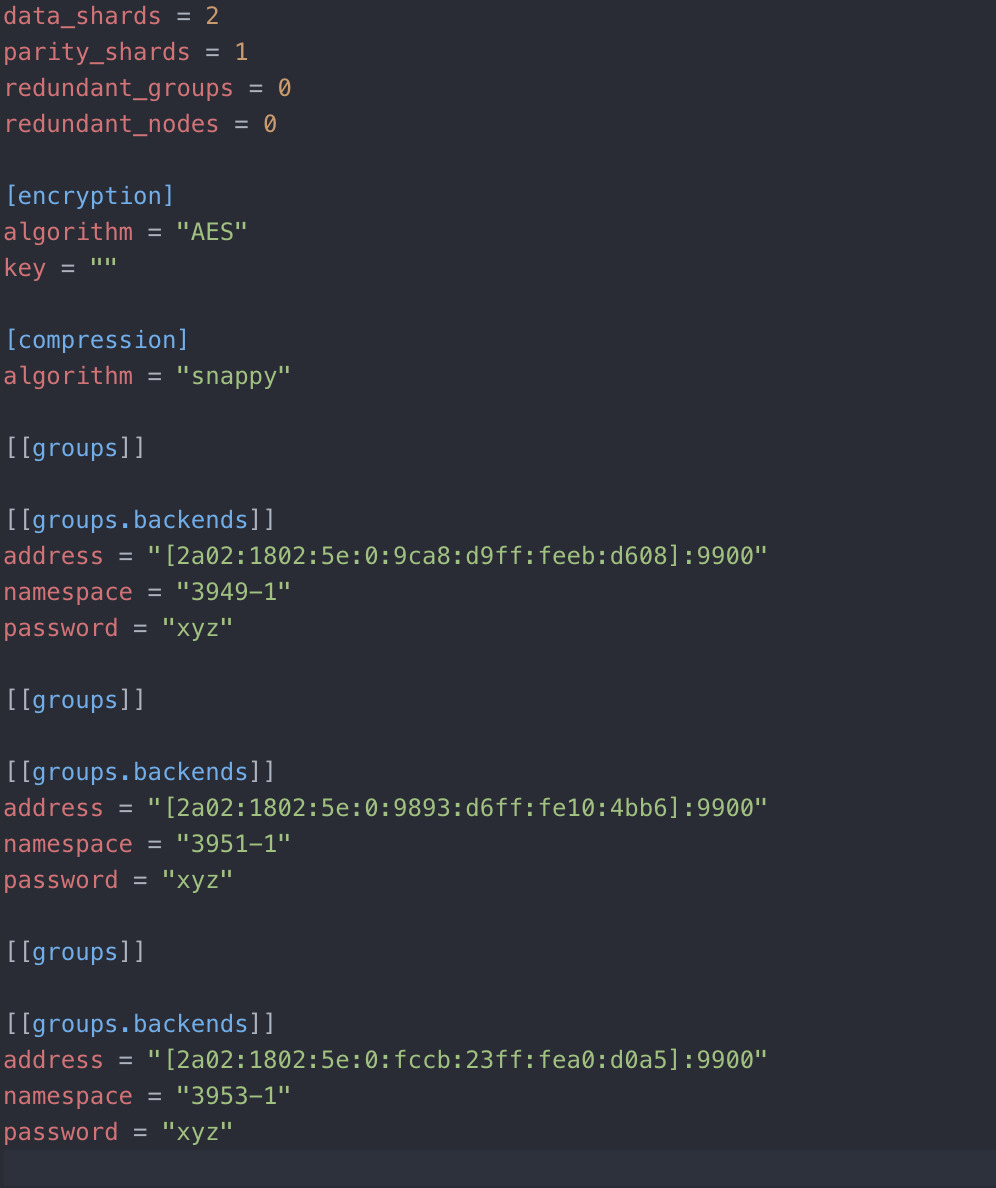 data_shards = 2
parity_shards = 1
redundant_groups = 0
redundant_nodes = 0
[encryption]
algorithm = "AES"
key = ""
[compression]
algorithm = "snappy"
[[groups]]
[[groups.backends]]
address = "[2a02:1802:5e:0:9ca8:d9ff:feeb:d608]:9900"
namespace = "3949-1"
password = "xyz"
[[groups]]
[[groups.backends]]
address = "[2a02:1802:5e:0:9893:d6ff:fe10:4bb6]:9900"
namespace = "3951-1"
password = "xyz"
[[groups]]
[[groups.backends]]
address = "[2a02:1802:5e:0:fccb:23ff:fea0:d0a5]:9900"
namespace = "3953-1"
password = "xyz"